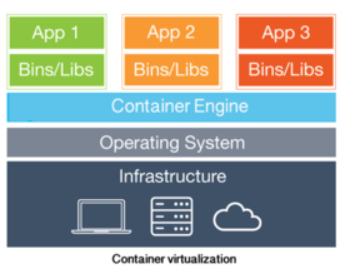 App 1 App 2 App 3
Bins/Libs Bins/Libs Bins/Libs
Container Engine
Operating System
Infrastructure
Container virtualization